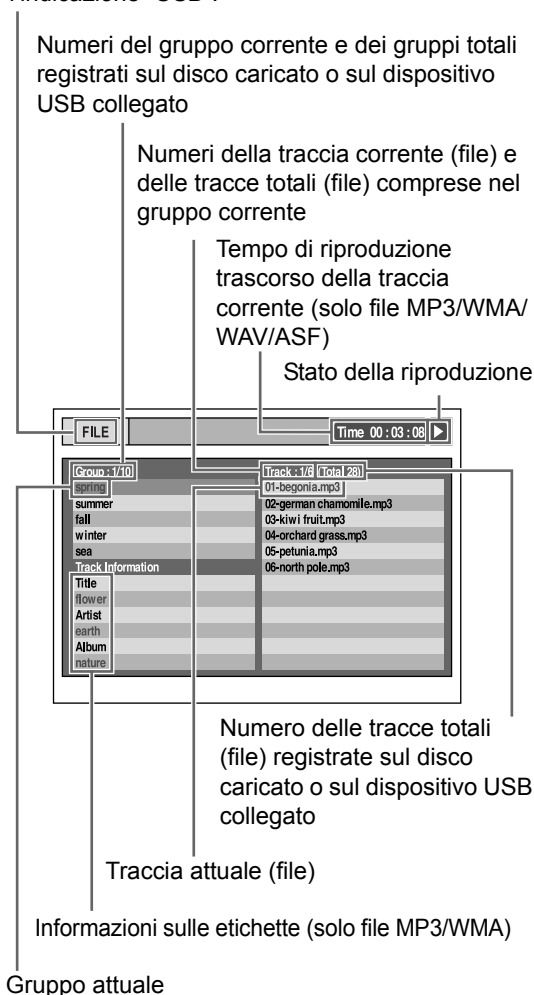 Numeri del gruppo corrente e dei gruppi totali
registrati sul disco caricato o sul dispositivo
USB collegato
Numeri della traccia corrente (file) e
delle tracce totali (file) comprese nel
gruppo corrente
Tempo di riproduzione
trascorso della traccia
corrente (solo file MP3/WMA/
WAV/ASF)
Stato della riproduzione
FILE
Time 00 : 03 : 08
Group : 1/10
Track : 1/6 (Total 28)
spring
01-begonia.mp3
summer
02-german chamomile.mp3
fall
03-kiwi fruit.mp3
winter
04-orchard grass.mp3
sea
05-petunia.mp3
Track Information
06-north pole.mp3
Title
flower
Artist
earth
Album
nature
Numero delle tracce totali
(file) registrate sul disco
caricato o sul dispositivo USB
collegato
Traccia attuale (file)
Informazioni sulle etichette (solo file MP3/WMA)
Gruppo attuale